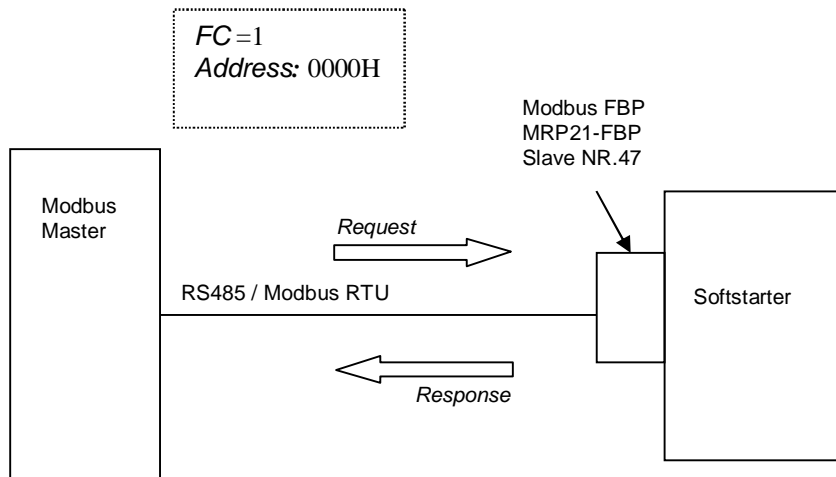 FC=1
Address: 0000H
Modbus FBP
MRP21-FBP
Slave NR.47
Modbus
Master
Request
RS485 / Modbus RTU
Softstarter
Response